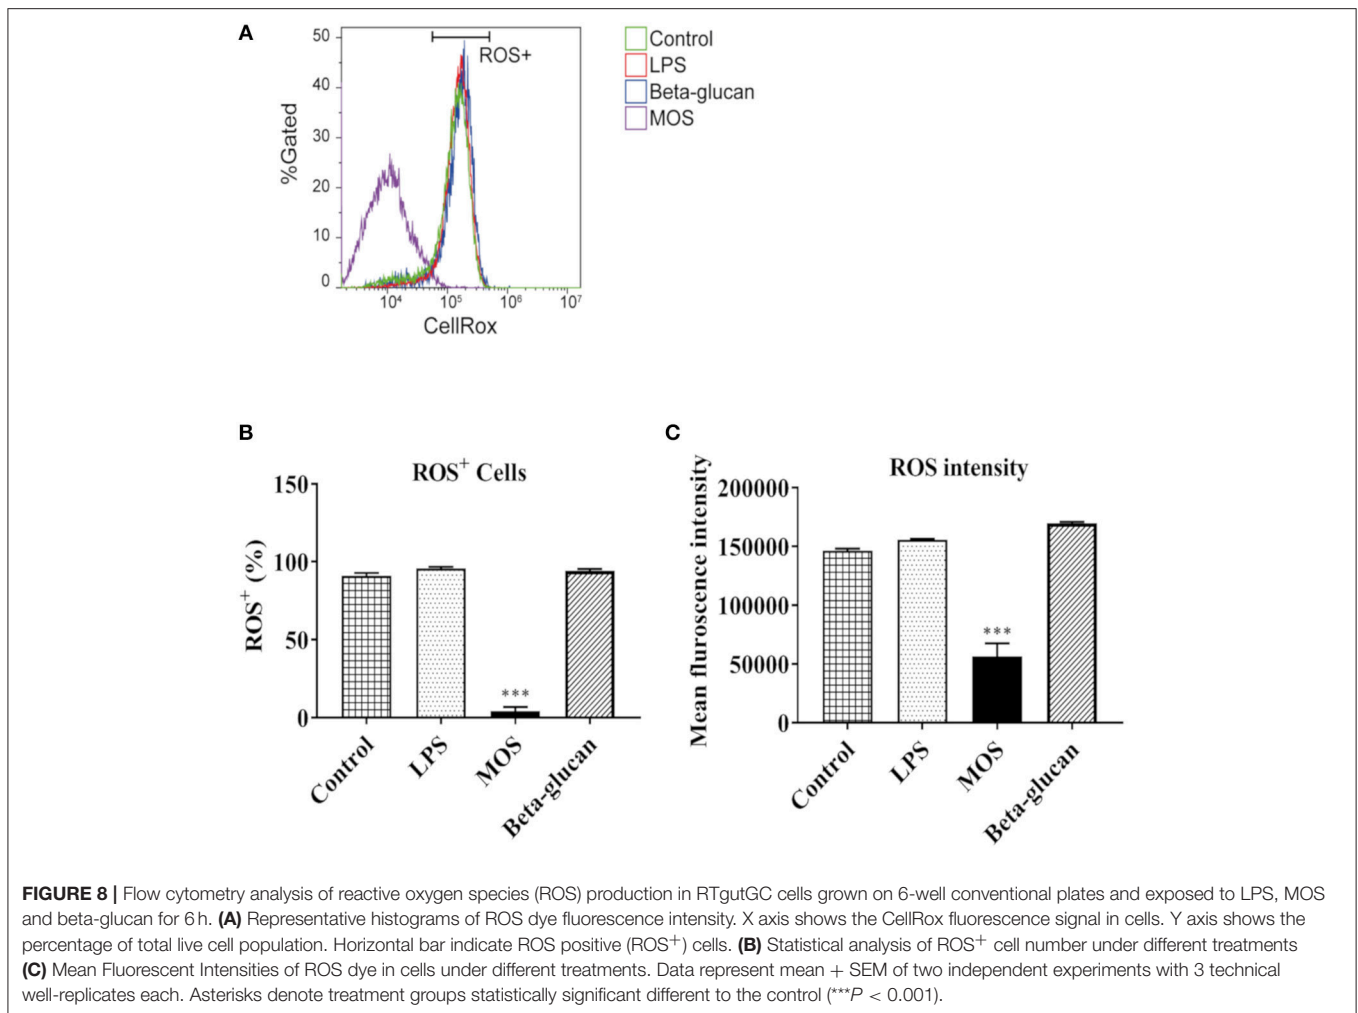 A
50
40
30
20
10
0
%Gated
ROS+
10⁴ 10⁵ 10⁶ 10⁷
CellRox
Control
LPS
Beta-glucan
MOS
B
ROS⁺ Cells
150
100
50
0
ROS⁺ (%)
***
Control
LPS
MOS
Beta-glucan
C
ROS intensity
200000
150000
100000
50000
0
Mean fluroscence intensity
***
Control
LPS
MOS
Beta-glucan
FIGURE 8 | Flow cytometry analysis of reactive oxygen species (ROS) production in RTgutGC cells grown on 6-well conventional plates and exposed to LPS, MOS
and beta-glucan for 6 h. (A) Representative histograms of ROS dye fluorescence intensity. X axis shows the CellRox fluorescence signal in cells. Y axis shows the
percentage of total live cell population. Horizontal bar indicate ROS positive (ROS⁺) cells. (B) Statistical analysis of ROS⁺ cell number under different treatments
(C) Mean Fluorescent Intensities of ROS dye in cells under different treatments. Data represent mean + SEM of two independent experiments with 3 technical
well-replicates each. Asterisks denote treatment groups statistically significant different to the control (***P < 0.001).